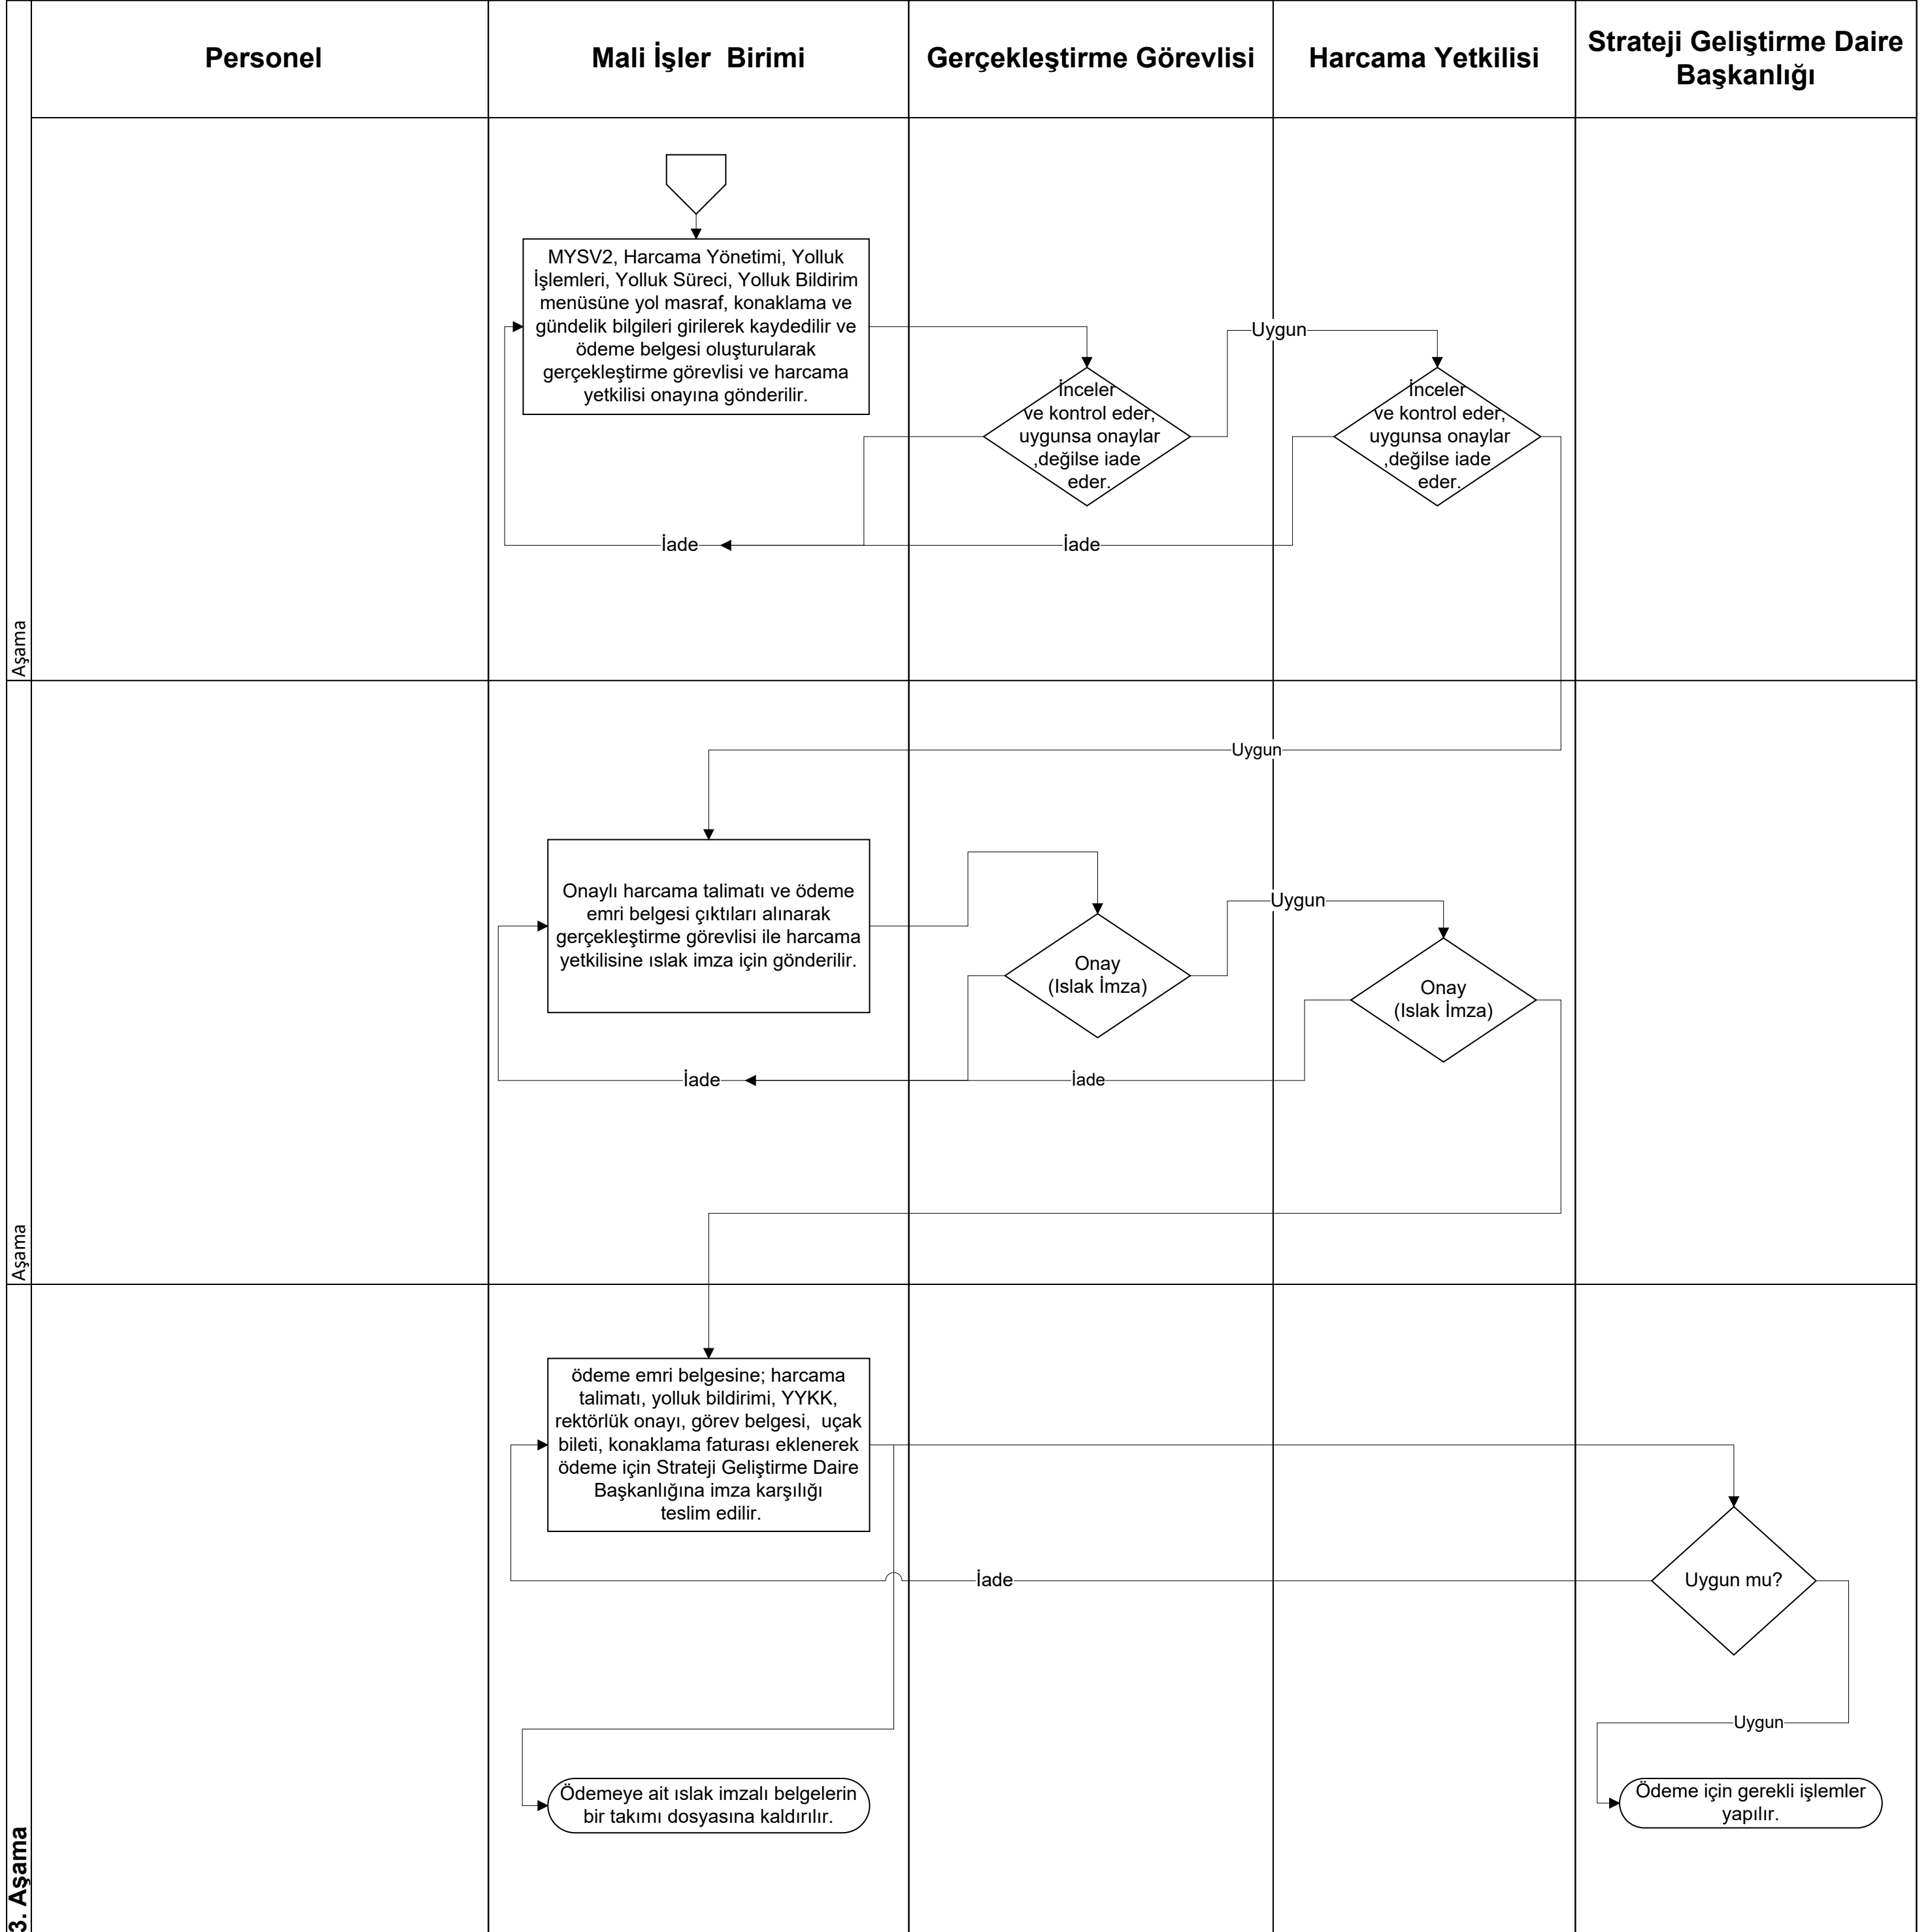 Personel
Mali İşler  Birimi
Gerçekleştirme Görevlisi
Harcama Yetkilisi
Strateji Geliştirme Daire
Başkanlığı
MYSV2, Harcama Yönetimi, Yolluk
İşlemleri, Yolluk Süreci, Yolluk Bildirim
menüsüne yol masraf, konaklama ve
gündelik bilgileri girilerek kaydedilir ve
ödeme belgesi oluşturularak
gerçekleştirme görevlisi ve harcama
yetkilisi onayına gönderilir.
Uygun
İnceler
ve kontrol eder,
uygunsa onaylar
,değilse iade
eder.
İnceler
ve kontrol eder,
uygunsa onaylar
,değilse iade
eder.
İade
İade
Aşama
Uygun
Onaylı harcama talimatı ve ödeme
emri belgesi çıktıları alınarak
gerçekleştirme görevlisi ile harcama
yetkilisine ıslak imza için gönderilir.
Uygun
Onay
(Islak İmza)
Onay
(Islak İmza)
İade
İade
Aşama
ödeme emri belgesine; harcama
talimatı, yolluk bildirimi, YYKK,
rektörlük onayı, görev belgesi,  uçak
bileti, konaklama faturası eklenerek
ödeme için Strateji Geliştirme Daire
Başkanlığına imza karşılığı
teslim edilir.
İade
Uygun mu?
Uygun
Ödemeye ait ıslak imzalı belgelerin
bir takımı dosyasına kaldırılır.
Ödeme için gerekli işlemler
yapılır.
3. Aşama